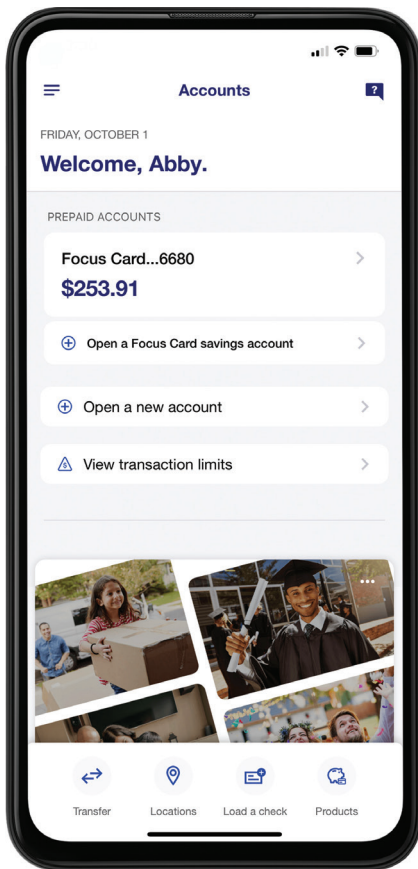 Accounts
?
FRIDAY, OCTOBER 1
Welcome, Abby.
PREPAID ACCOUNTS
Focus Card...6680
$253.91
Open a Focus Card savings account
Open a new account
$ View transaction limits
Transfer Locations Load a check Products